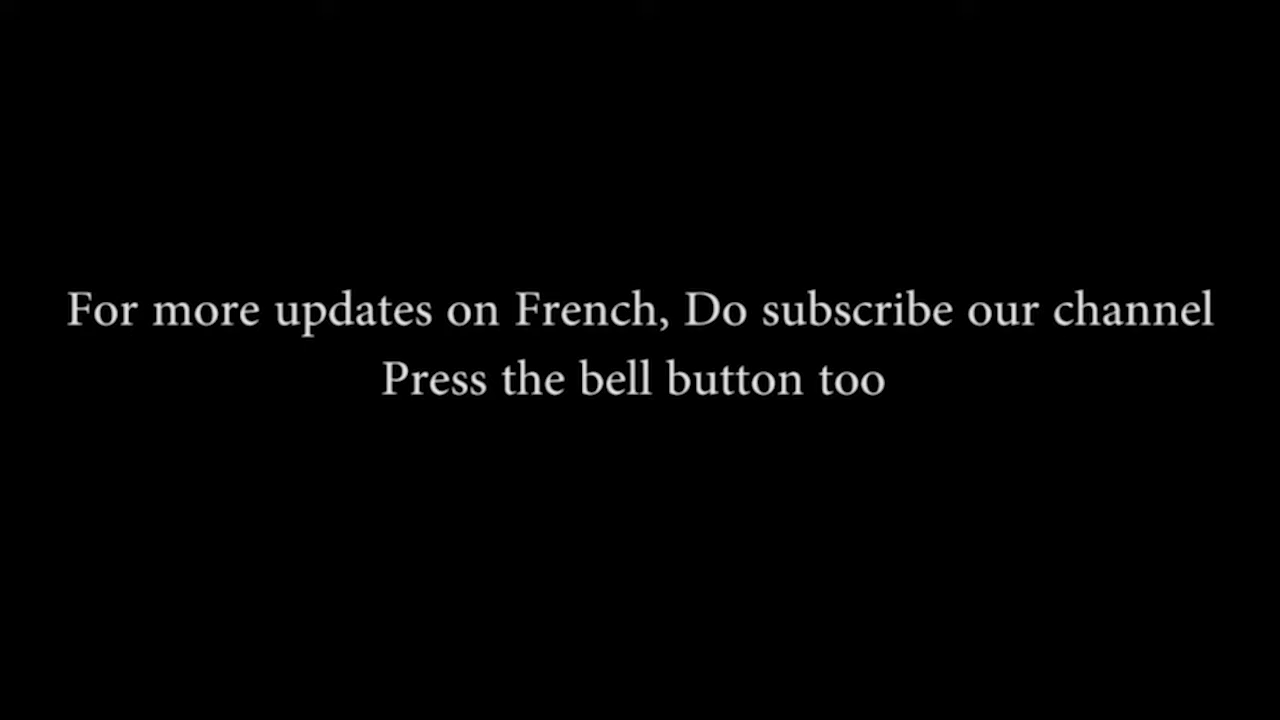 For more updates on French, Do subscribe our channel
Press the bell button too